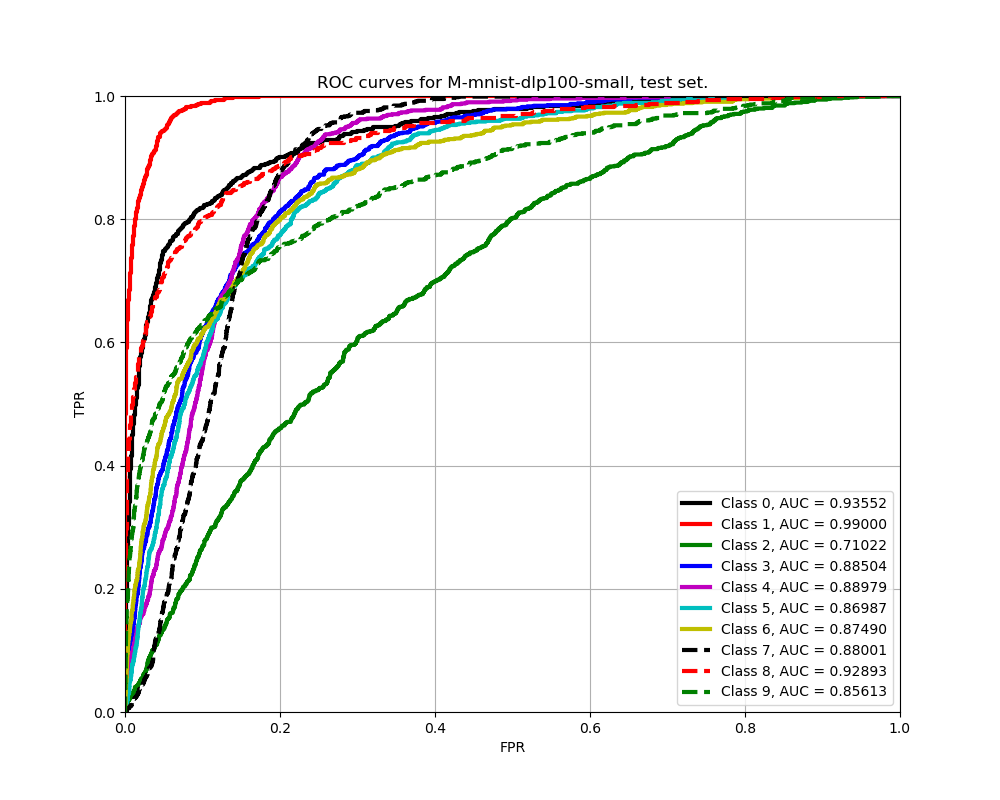 ROC curves for M-mnist-dlp100-small, test set.
1.0
0.8
0.6
0.4
0.2
0.0
TPR
Class 0, AUC = 0.93552
Class 1, AUC = 0.99000
Class 2, AUC = 0.71022
Class 3, AUC = 0.88504
Class 4, AUC = 0.88979
Class 5, AUC = 0.86987
Class 6, AUC = 0.87490
Class 7, AUC = 0.88001
Class 8, AUC = 0.92893
Class 9, AUC = 0.85613
0.0 0.2 0.4 0.6 0.8 1.0
FPR